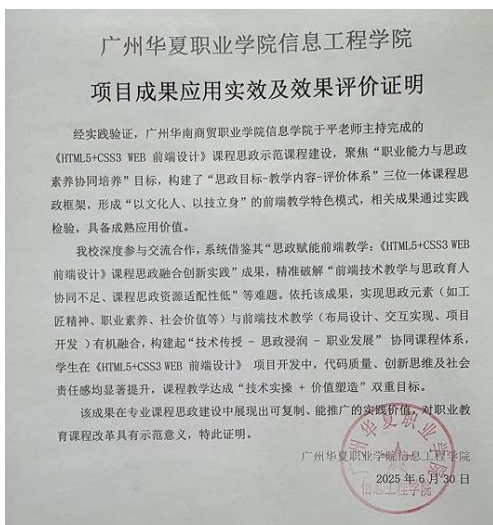 广州华夏职业学院信息工程学院
项目成果应用实效及效果评价证明
经实践验证，广州华南商贸职业学院信息学院于平老师主持完成的
《HTML5+CSS3 WEB 前端设计》课程思政示范课程建设，聚焦“职业能力与思政
素养协同培养”目标，构建了“思政目标-教学内容-评价体系”三位一体课程思
政框架，形成“以文化人、以技立身”的前端教学特色模式，相关成果通过实践
检验，具备成熟应用价值。
我校深度参与交流合作，系统借鉴其“思政赋能前端教学：《HTML5+CSS3 WEB
前端设计》课程思政融合创新实践”成果，精准破解“前端技术教学与思政育人
协同不足、课程思政资源适配性低”等难题。依托该成果，实现思政元素（如工
匠精神、职业素养、社会价值等）与前端技术教学（布局设计、交互实现、项目
开发 ）有机融合，构建起“技术传授 - 思政浸润 - 职业发展” 协同课程体系，
学生在《HTML5+CSS3 WEB 前端设计》 项目开发中，代码质量、创新思维及社会
责任感均显著提升，课程教学达成“技术实操 + 价值塑造”双重目标。
该成果在专业课程思政建设中展现出可复制、能推广的实践价值，对职业教
育课程改革具有示范意义，特此证明。
广州华夏职业学院信息工程学院
2025 年 6 月 30 日
广州华夏职业学院
信息工程学院